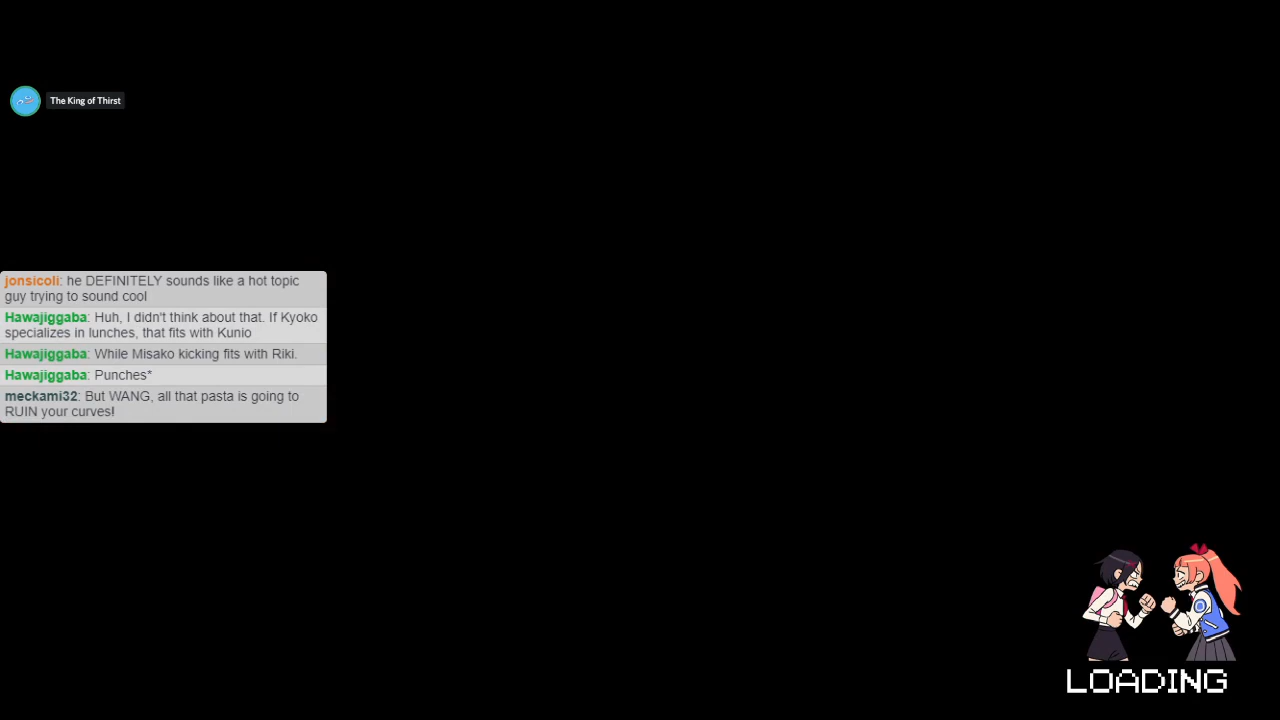 The King of Thirst
jonsicoli: he DEFINITELY sounds like a hot topic
guy trying to sound cool
Hawajiggaba: Huh, I didn't think about that. If Kyoko
specializes in lunches, that fits with Kunio
Hawajiggaba: While Misako kicking fits with Riki.
Hawajiggaba: Punches*
meckami32: But WANG, all that pasta is going to
RUIN your curves!
LOADING